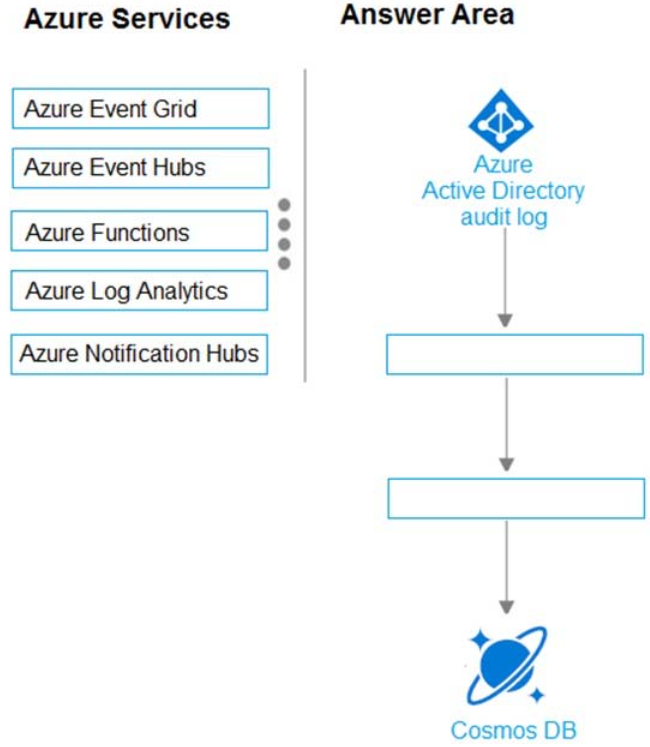 Azure Services
Answer Area
Azure Event Grid
Azure Event Hubs
Azure Functions
Azure Log Analytics
Azure Notification Hubs
Azure
Active Directory
audit log
Cosmos DB